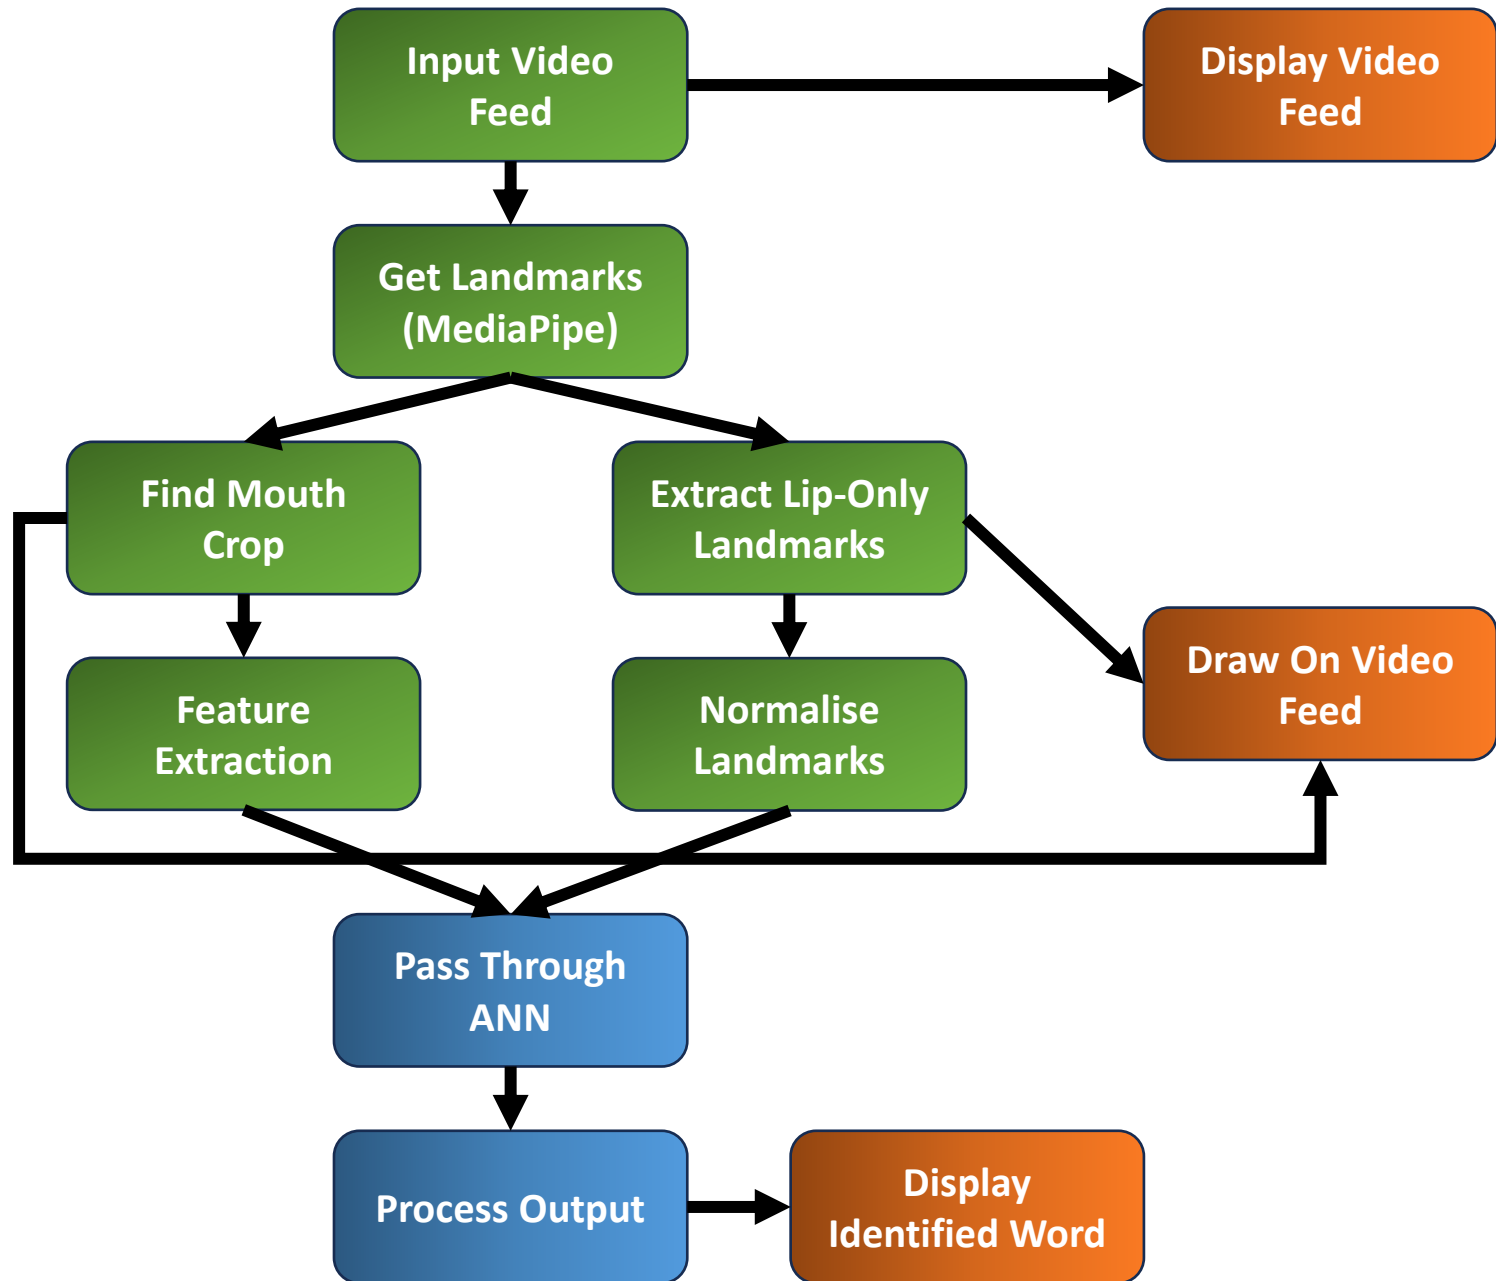 Input Video
Feed
Display Video
Feed
Get Landmarks
(MediaPipe)
Find Mouth
Crop
Extract Lip-Only
Landmarks
Feature
Extraction
Normalise
Landmarks
Draw On Video
Feed
Pass Through
ANN
Process Output
Display
Identified Word